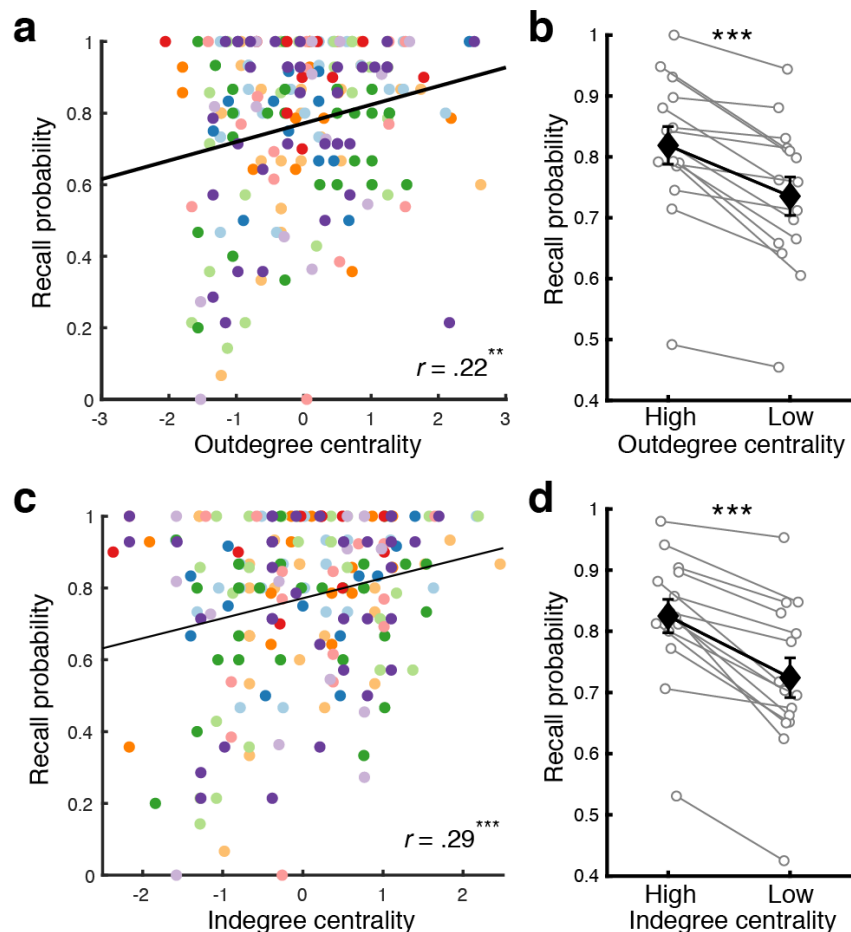 a
Recall probability
1
0.8
0.6
0.4
0.2
0
-3
-2
-1
0
1
2
3
Outdegree centrality
r = .22**
b
Recall probability
1
0.9
0.8
0.7
0.6
0.5
0.4
***
High
Low
Outdegree centrality
c
Recall probability
1
0.8
0.6
0.4
0.2
0
-2
-1
0
1
2
Indegree centrality
r = .29***
d
Recall probability
1
0.9
0.8
0.7
0.6
0.5
0.4
***
High
Low
Indegree centrality